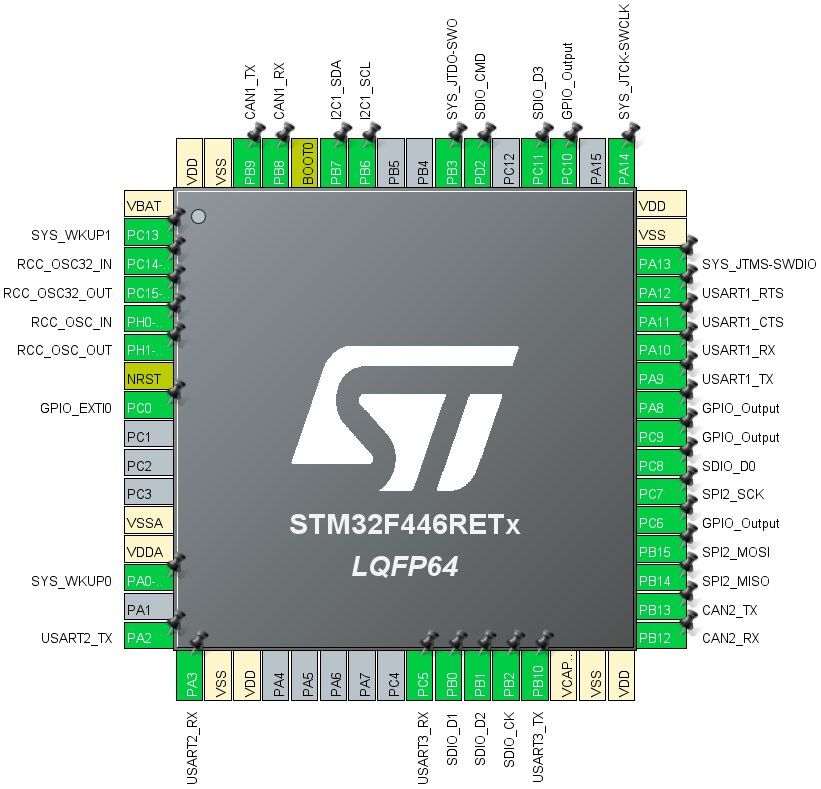 CAN1_TX
CAN1_RX
I2C1_SDA
I2C1_SCL
SYS_JTDO-SWO
SDIO_CMD
SDIO_D3
GPIO_Output
SYS_JTCK-SWCLK
VDD
VSS
PB9
PB8
BOOT0
PB7
PB6
PB5
PB4
PB3
PD2
PC12
PC11
PC10
PA15
PA14
VBAT
SYS_WKUP1 PC13
RCC_OSC32_IN PC14-..
RCC_OSC32_OUT PC15-..
RCC_OSC_IN PH0-..
RCC_OSC_OUT PH1-..
NRST
GPIO_EXTI0 PC0
PC1
PC2
PC3
VSSA
VDDA
SYS_WKUP0 PA0-..
PA1
USART2_TX PA2
ST
STM32F446RETx
LQFP64
VDD
VSS
PA13 SYS_JTMS-SWDIO
PA12 USART1_RTS
PA11 USART1_CTS
PA10 USART1_RX
PA9 USART1_TX
PA8 GPIO_Output
PC9 GPIO_Output
PC8 SDIO_D0
PC7 SPI2_SCK
PC6 GPIO_Output
PB15 SPI2_MOSI
PB14 SPI2_MISO
PB13 CAN2_TX
PB12 CAN2_RX
PA3
VSS
VDD
PA4
PA5
PA6
PA7
PC4
PC5
PB0
PB1
PB2
PB10
VCAP..
VSS
VDD
USART2_RX
USART3_RX
SDIO_D1
SDIO_D2
SDIO_CK
USART3_TX